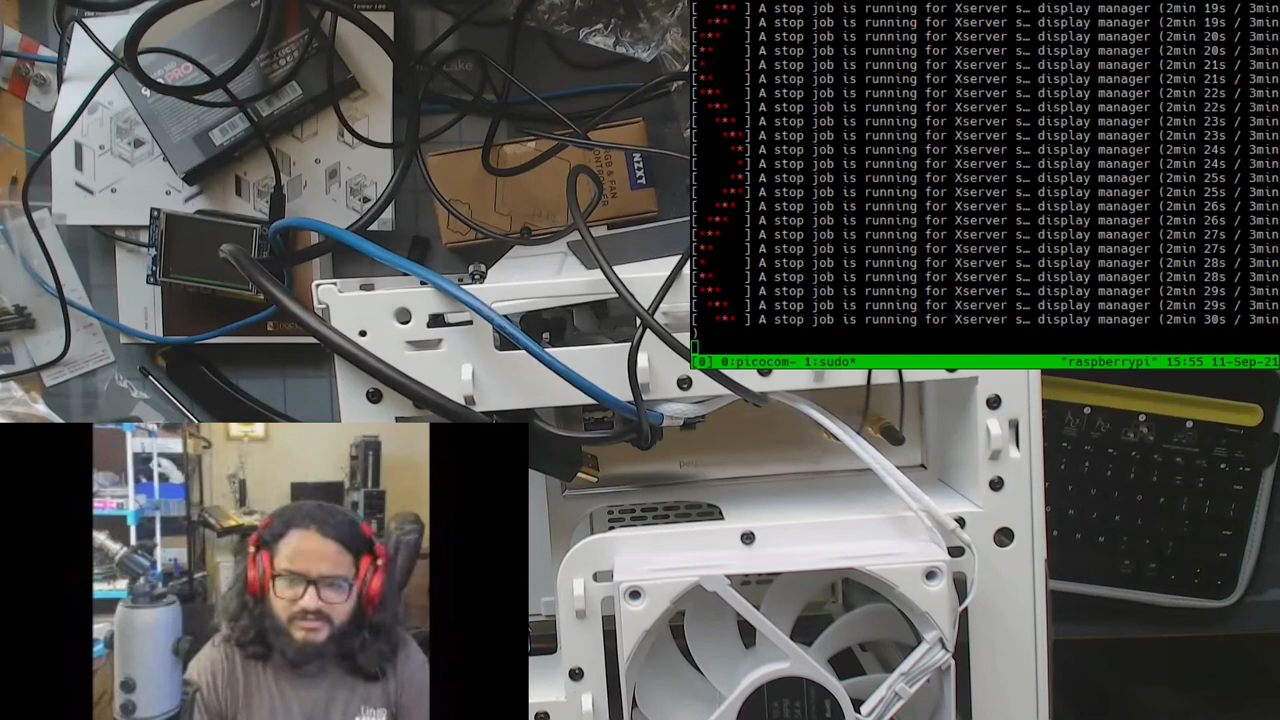 Tower 100
PRO
NZXT
RGB & FAN
CONTROLLER
[ *** ] A stop job is running for Xserver s… display manager (2min 19s / 3min
[ *** ] A stop job is running for Xserver s… display manager (2min 19s / 3min
[*** ] A stop job is running for Xserver s… display manager (2min 20s / 3min
[** ] A stop job is running for Xserver s… display manager (2min 20s / 3min
[* ] A stop job is running for Xserver s… display manager (2min 21s / 3min
[** ] A stop job is running for Xserver s… display manager (2min 21s / 3min
[*** ] A stop job is running for Xserver s… display manager (2min 22s / 3min
[ *** ] A stop job is running for Xserver s… display manager (2min 22s / 3min
[ *** ] A stop job is running for Xserver s… display manager (2min 23s / 3min
[ *** ] A stop job is running for Xserver s… display manager (2min 23s / 3min
[ **] A stop job is running for Xserver s… display manager (2min 24s / 3min
[ *] A stop job is running for Xserver s… display manager (2min 24s / 3min
[ **] A stop job is running for Xserver s… display manager (2min 25s / 3min
[ *** ] A stop job is running for Xserver s… display manager (2min 25s / 3min
[ *** ] A stop job is running for Xserver s… display manager (2min 26s / 3min
[ *** ] A stop job is running for Xserver s… display manager (2min 26s / 3min
[*** ] A stop job is running for Xserver s… display manager (2min 27s / 3min
[** ] A stop job is running for Xserver s… display manager (2min 27s / 3min
[* ] A stop job is running for Xserver s… display manager (2min 28s / 3min
[** ] A stop job is running for Xserver s… display manager (2min 28s / 3min
[*** ] A stop job is running for Xserver s… display manager (2min 29s / 3min
[ *** ] A stop job is running for Xserver s… display manager (2min 29s / 3min
[ *** ] A stop job is running for Xserver s… display manager (2min 30s / 3min
)
[0] 0:picocom- 1:sudo* "raspberrypi" 15:55 11-Sep-21